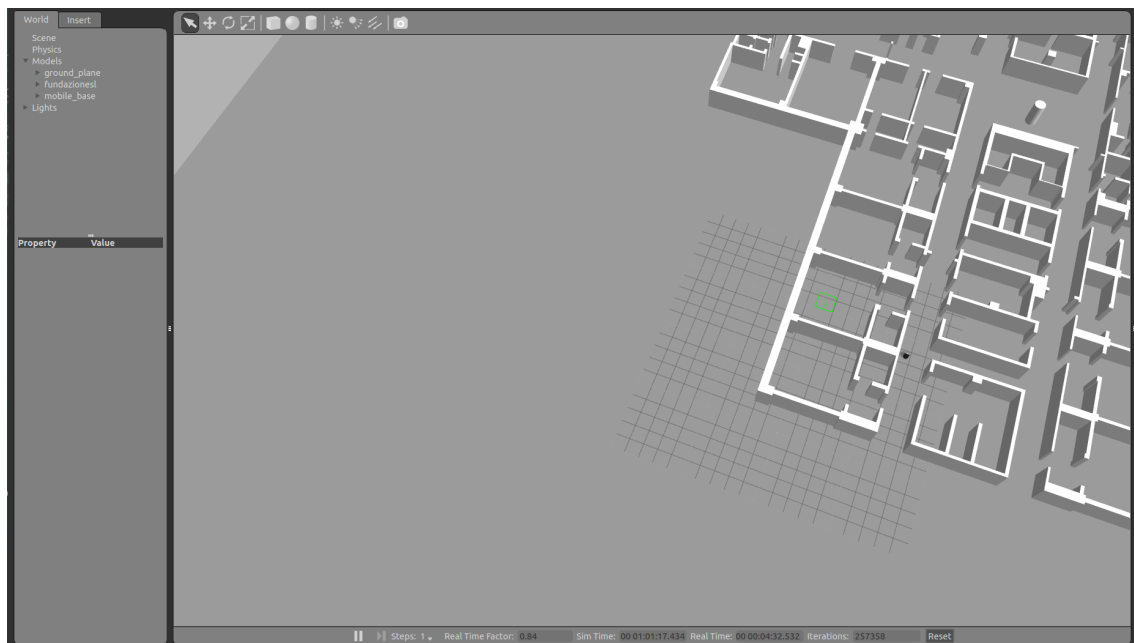 World Insert
Scene
Physics
Models
ground_plane
fundazionesl
mobile_base
Lights
Property Value
Steps: 1 Real Time Factor: 0.84 Sim Time: 00 01:01:17.434 Real Time: 00 00:04:32.532 Iterations: 257358 Reset